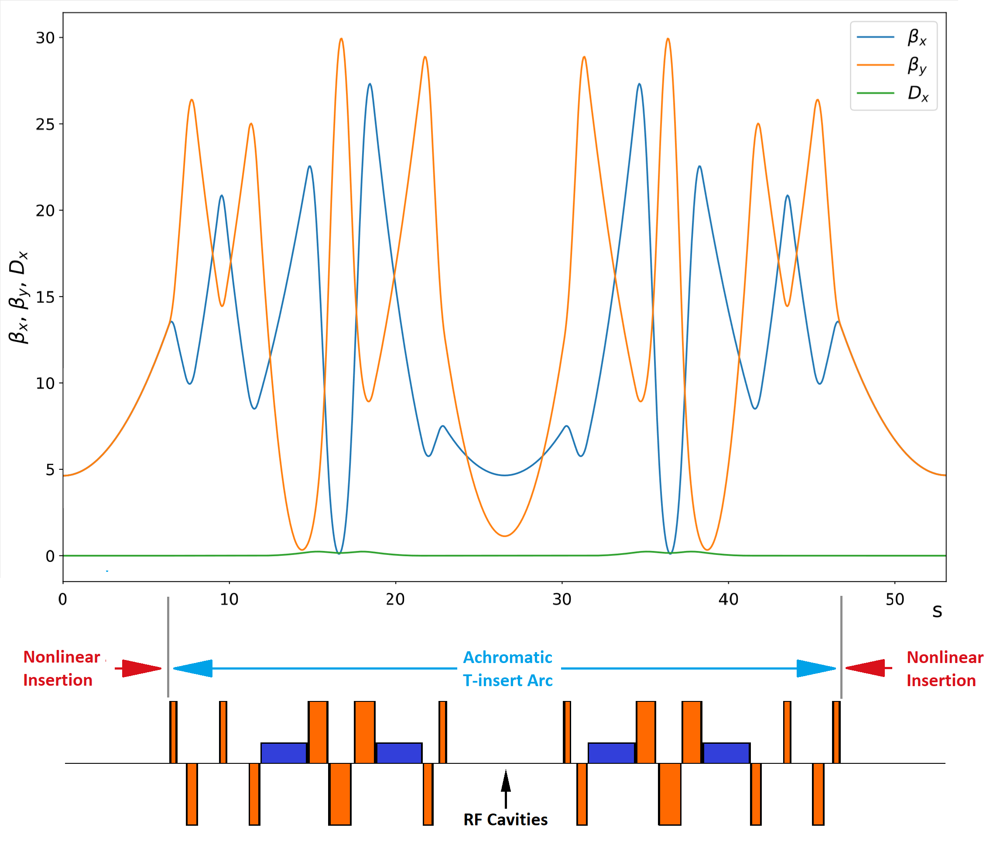 30
25
20
15
10
5
0
βx, βy, Dx
βx
βy
Dx
0 10 20 30 40 50
s
Nonlinear
Insertion
Achromatic
T-insert Arc
Nonlinear
Insertion
RF Cavities